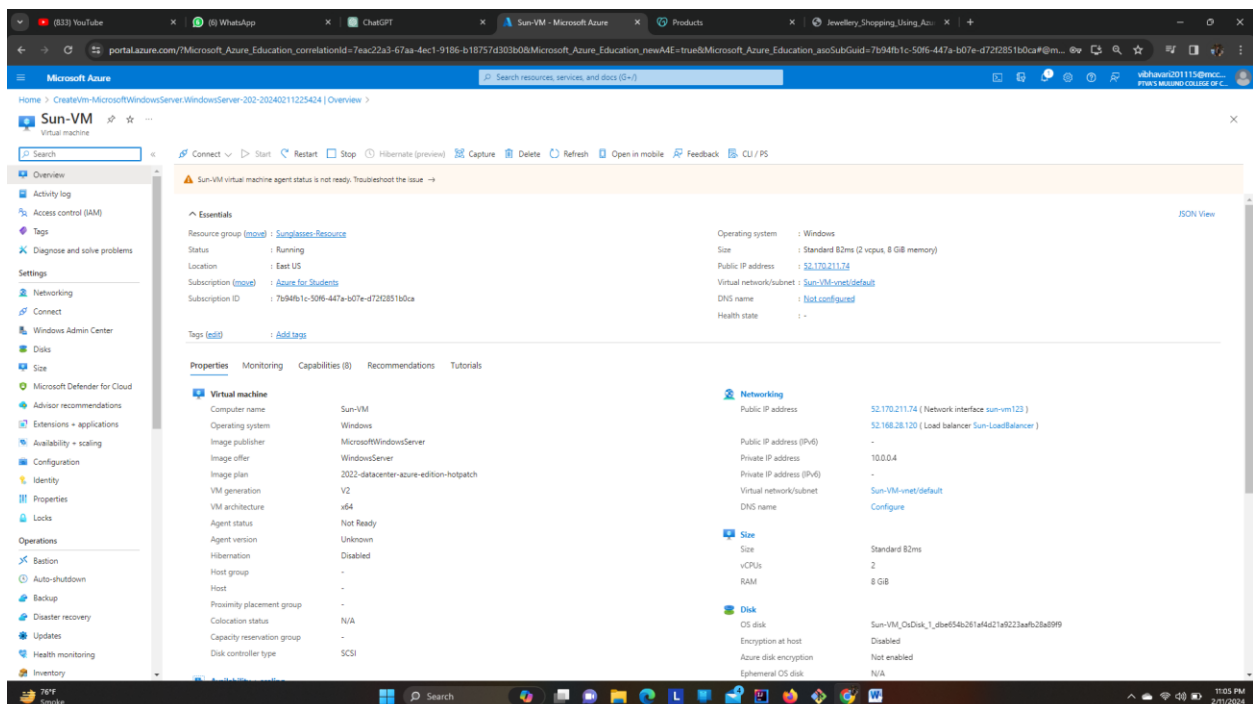 (833) YouTube
(6) WhatsApp
ChatGPT
Sun-VM - Microsoft Azure
Products
Jewellery_Shopping_Using_Azu
portal.azure.com/?Microsoft_Azure_Education_correlationId=7eac22a3-67aa-4ec1-9186-b18757d303b0&Microsoft_Azure_Education_newA4E=true&Microsoft_Azure_Education_asoSubGuid=7b94fb1c-50f6-447a-b07e-d72f2851b0ca#@m...
Microsoft Azure
Search resources, services, and docs (G+/)
vibhavari201115@mcc...
PTVA'S MULUND COLLEGE OF C...
Home > CreateVm-MicrosoftWindowsServer.WindowsServer-202-20240211225424 | Overview >
Sun-VM
Virtual machine
Search
Connect Start Restart Stop Hibernate (preview) Capture Delete Refresh Open in mobile Feedback CLI / PS
Overview
Activity log
Access control (IAM)
Tags
Diagnose and solve problems
Settings
Networking
Connect
Windows Admin Center
Disks
Size
Microsoft Defender for Cloud
Advisor recommendations
Extensions + applications
Availability + scaling
Configuration
Identity
Properties
Locks
Operations
Bastion
Auto-shutdown
Backup
Disaster recovery
Updates
Health monitoring
Inventory
Sun-VM virtual machine agent status is not ready. Troubleshoot the issue →
Essentials
JSON View
Resource group (move) : Sunglasses-Resource
Status : Running
Location : East US
Subscription (move) : Azure for Students
Subscription ID : 7b94fb1c-50f6-447a-b07e-d72f2851b0ca
Operating system : Windows
Size : Standard B2ms (2 vcpus, 8 GiB memory)
Public IP address : 52.170.211.74
Virtual network/subnet : Sun-VM-vnet/default
DNS name : Not configured
Health state : -
Tags (edit) : Add tags
Properties Monitoring Capabilities (8) Recommendations Tutorials
Virtual machine
Computer name Sun-VM
Operating system Windows
Image publisher MicrosoftWindowsServer
Image offer WindowsServer
Image plan 2022-datacenter-azure-edition-hotpatch
VM generation V2
VM architecture x64
Agent status Not Ready
Agent version Unknown
Hibernation Disabled
Host group -
Host -
Proximity placement group -
Colocation status N/A
Capacity reservation group -
Disk controller type SCSI
Networking
Public IP address 52.170.211.74 ( Network interface sun-vm123 )
52.168.28.120 ( Load balancer Sun-LoadBalancer )
Public IP address (IPv6) -
Private IP address 10.0.0.4
Private IP address (IPv6) -
Virtual network/subnet Sun-VM-vnet/default
DNS name Configure
Size
Size Standard B2ms
vCPUs 2
RAM 8 GiB
Disk
OS disk Sun-VM_OsDisk_1_dbe654b261af4d21a9223aafb28a89f9
Encryption at host Disabled
Azure disk encryption Not enabled
Ephemeral OS disk N/A
76°F
Smoke
Search
11:05 PM
2/11/2024